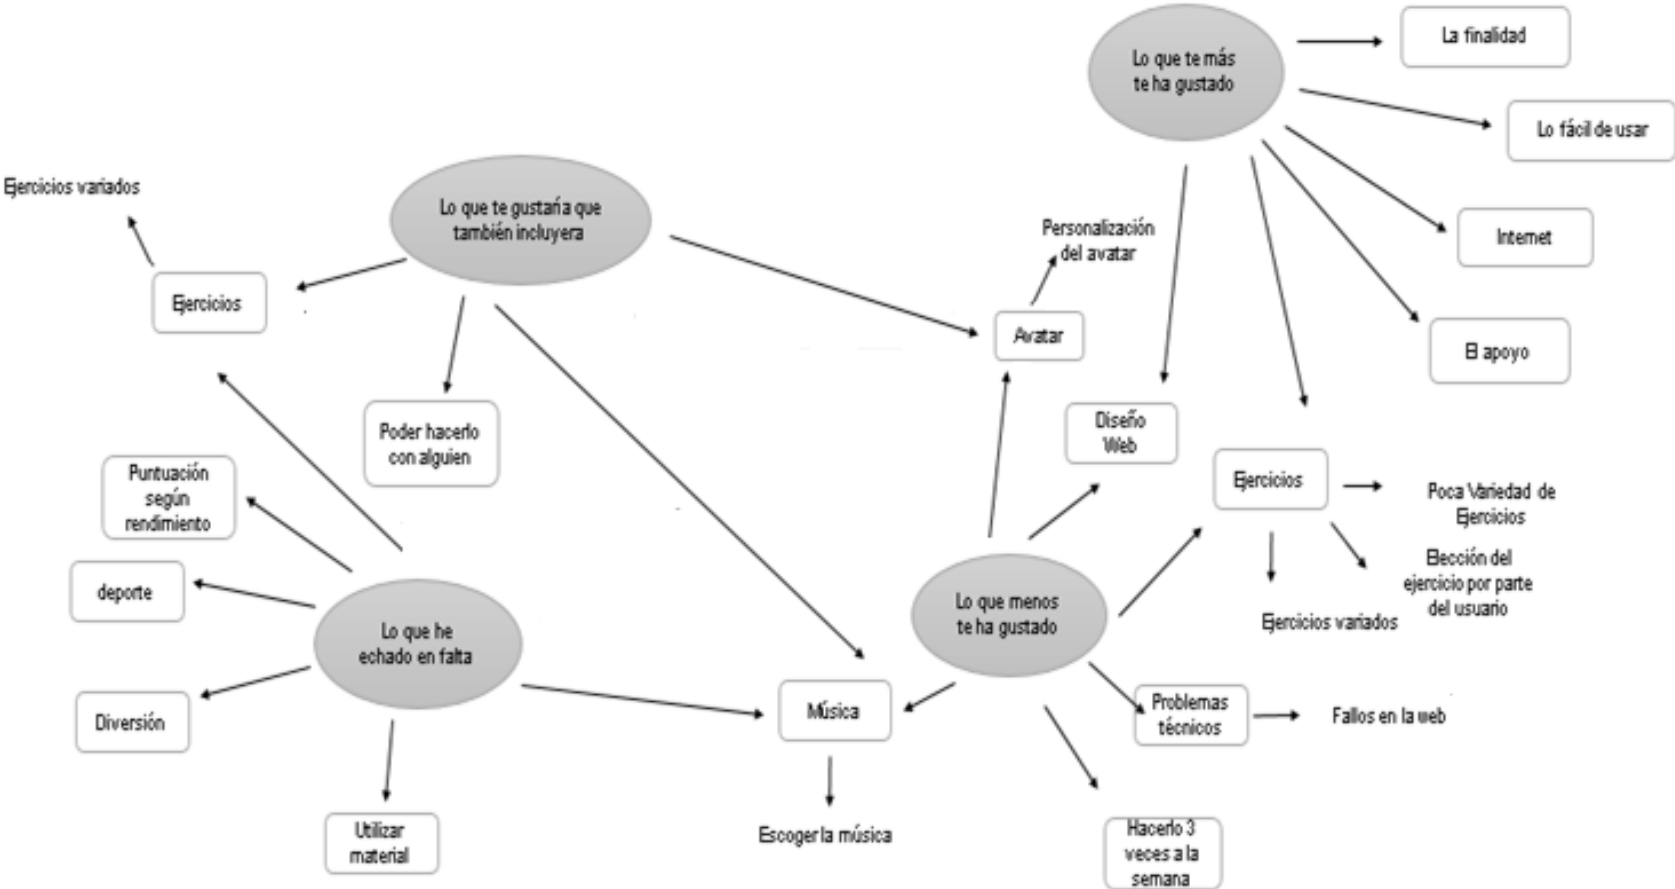 Lo que te más
te ha gustado
La finalidad
Lo fácil de usar
Internet
El apoyo
Ejercicios variados
Lo que te gustaría que
también incluyera
Personalización
del avatar
Ejercicios
Avatar
Poder hacerlo
con alguien
Diseño
Web
Ejercicios
Poca Variedad de
Ejercicios
Elección del
ejercicio por parte
del usuario
Ejercicios variados
Puntuación
según
rendimiento
deporte
Lo que he
echado en falta
Lo que menos
te ha gustado
Diversión
Música
Problemas
técnicos
Fallos en la web
Utilizar
material
Escoger la música
Hacerlo 3
veces a la
semana